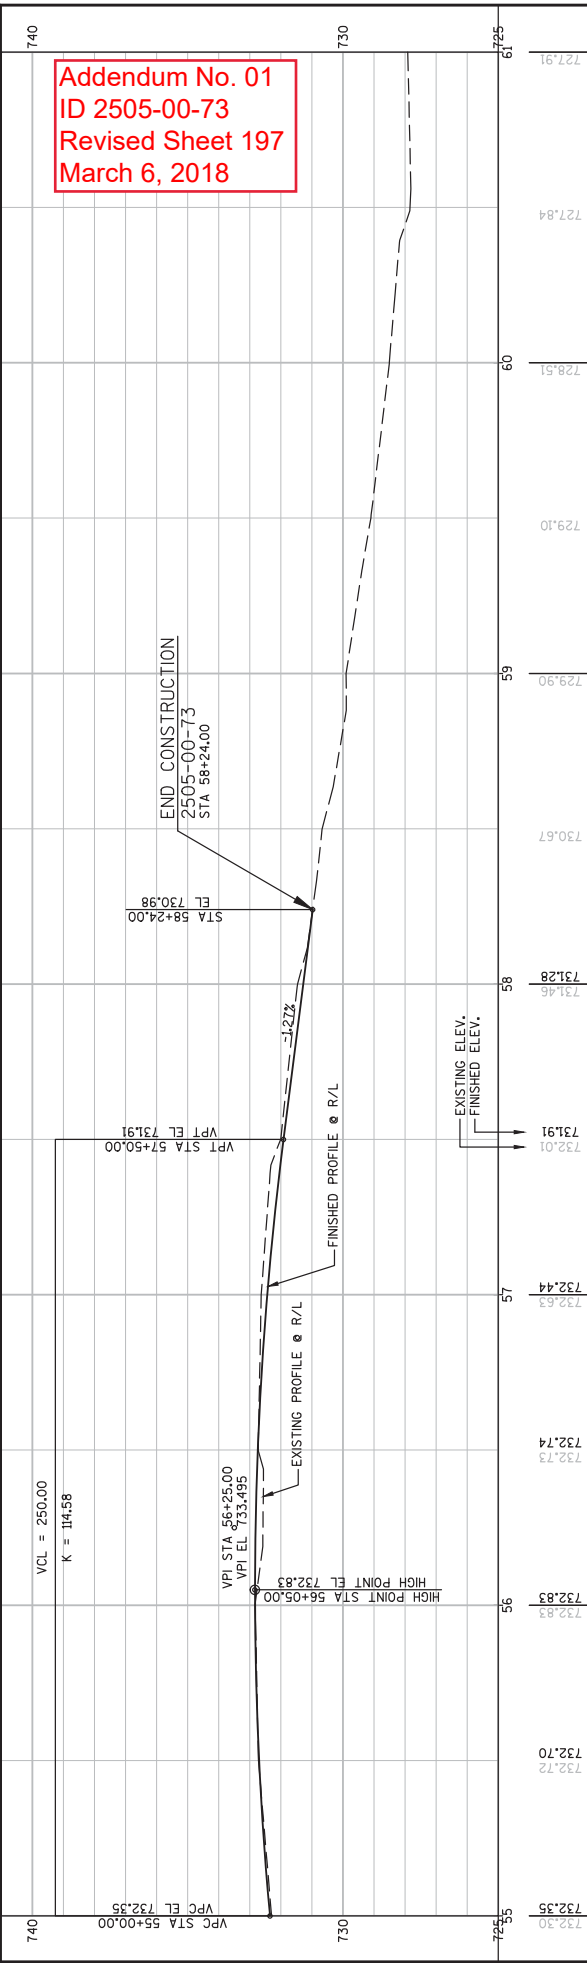 Addendum No. 01
ID 2505-00-73
Revised Sheet 197
March 6, 2018
740
730
725
61
727.91
727.84
60
728.51
729.10
59
729.90
730.67
END CONSTRUCTION
2505-00-73
STA 58+24.00
STA 58+24.00
EL 730.98
58
731.28
731.46
-1.27%
EXISTING ELEV.
FINISHED ELEV.
VPT STA 57+50.00
VPT EL 731.91
731.91
732.01
FINISHED PROFILE @ R/L
57
732.44
732.63
EXISTING PROFILE @ R/L
732.74
732.73
VCL = 250.00
K = 114.58
VPI STA 56+25.00
VPI EL 733.495
HIGH POINT STA 56+05.00
HIGH POINT EL 732.83
56
732.83
732.83
732.70
732.72
VPC STA 55+00.00
VPC EL 732.35
740
730
725
55
732.35
732.30